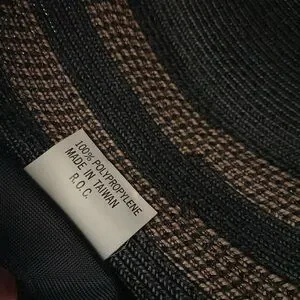 100% POLYPROPYLENE
MADE IN TAIWAN
R.O.C.